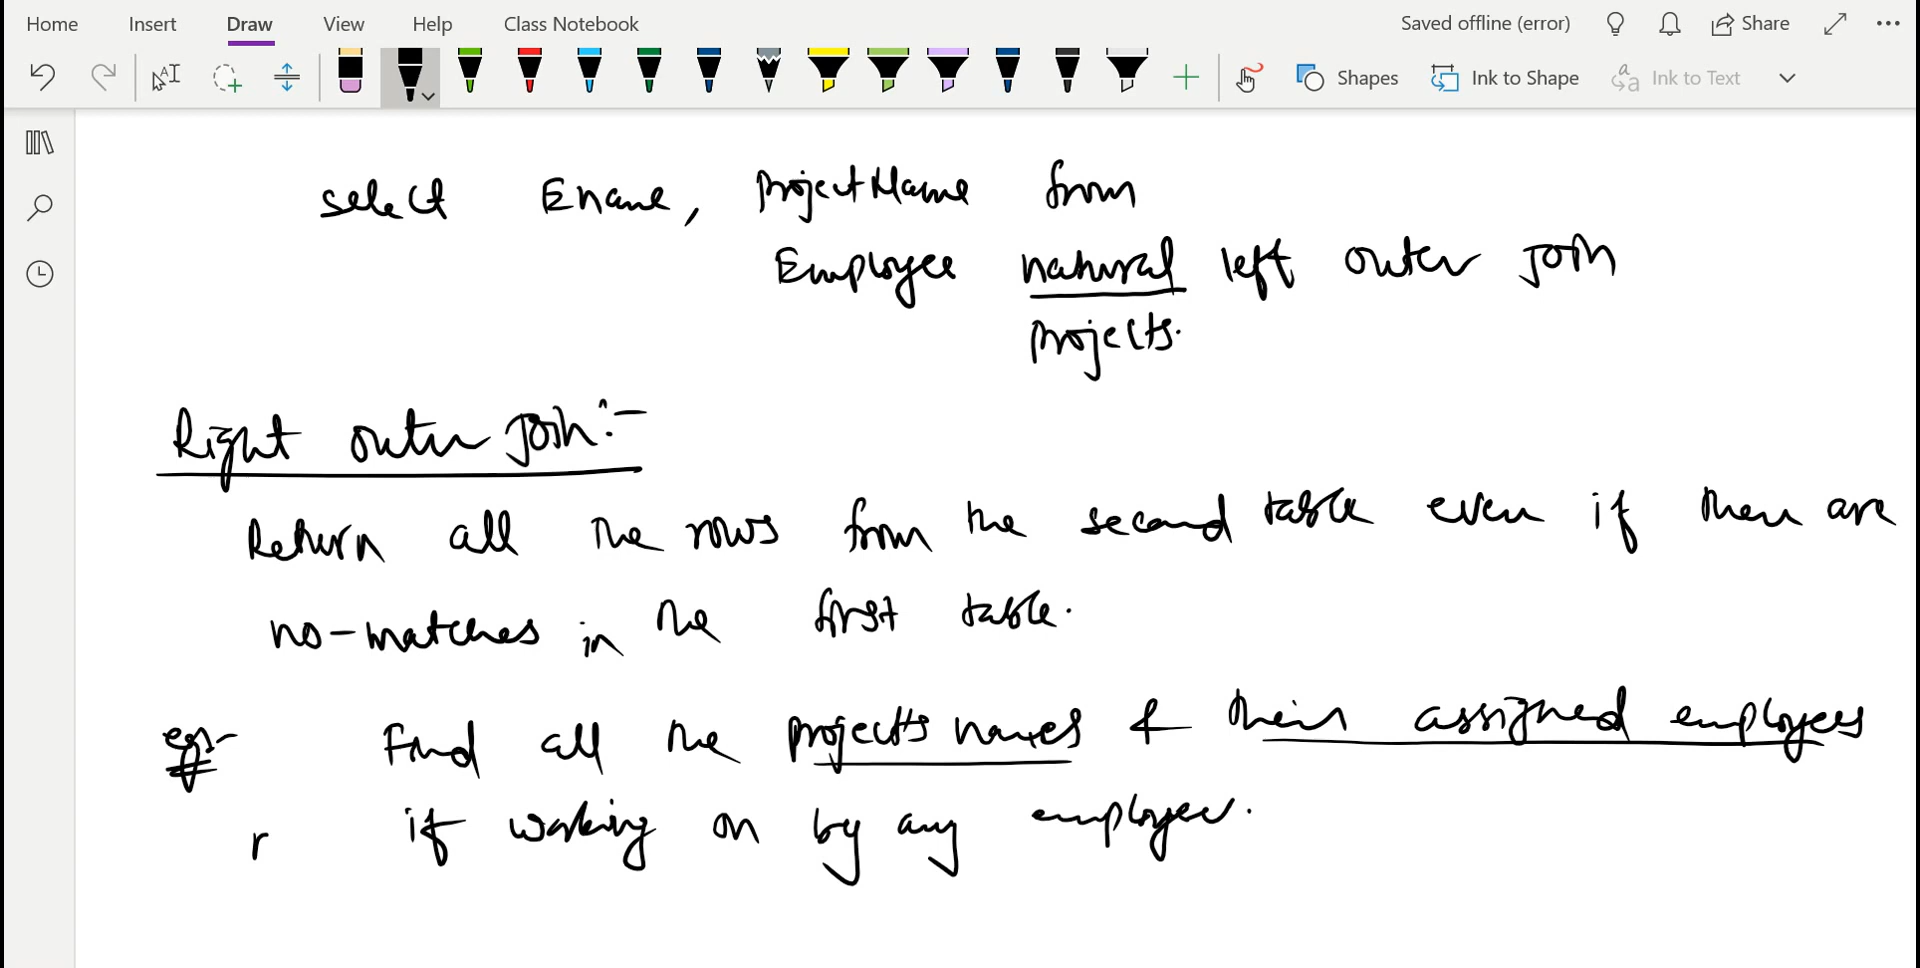 Home Insert Draw View Help Class Notebook Saved offline (error) Share
Shapes Ink to Shape Ink to Text
select Ename, ProjectName from
Employee natural left outer join
Projects.
Right outer join :-
Return all the rows from the second table even if there are
no-matches in the first table.
eg:- Find all the projects names & their assigned employees
r if working on by any employee.